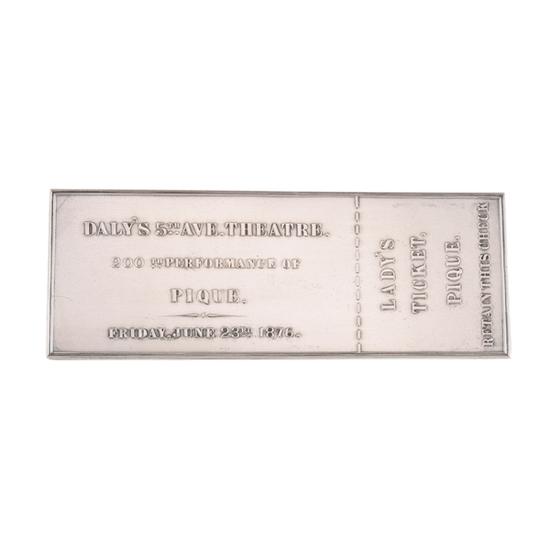 DALY'S 5TH AVE. THEATRE.
200TH PERFORMANCE OF
PIQUE.
FRIDAY, JUNE 23RD. 1876.
LADY'S
TICKET.
PIQUE.
RETAIN THIS CHECK